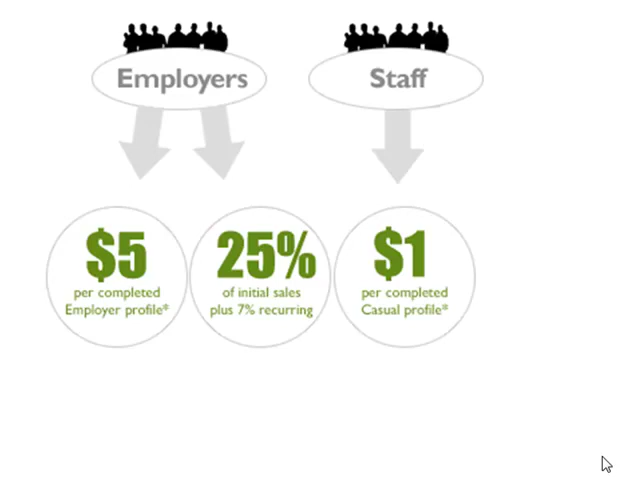 Employers
Staff
$5
per completed
Employer profile*
25%
of initial sales
plus 7% recurring
$1
per completed
Casual profile*